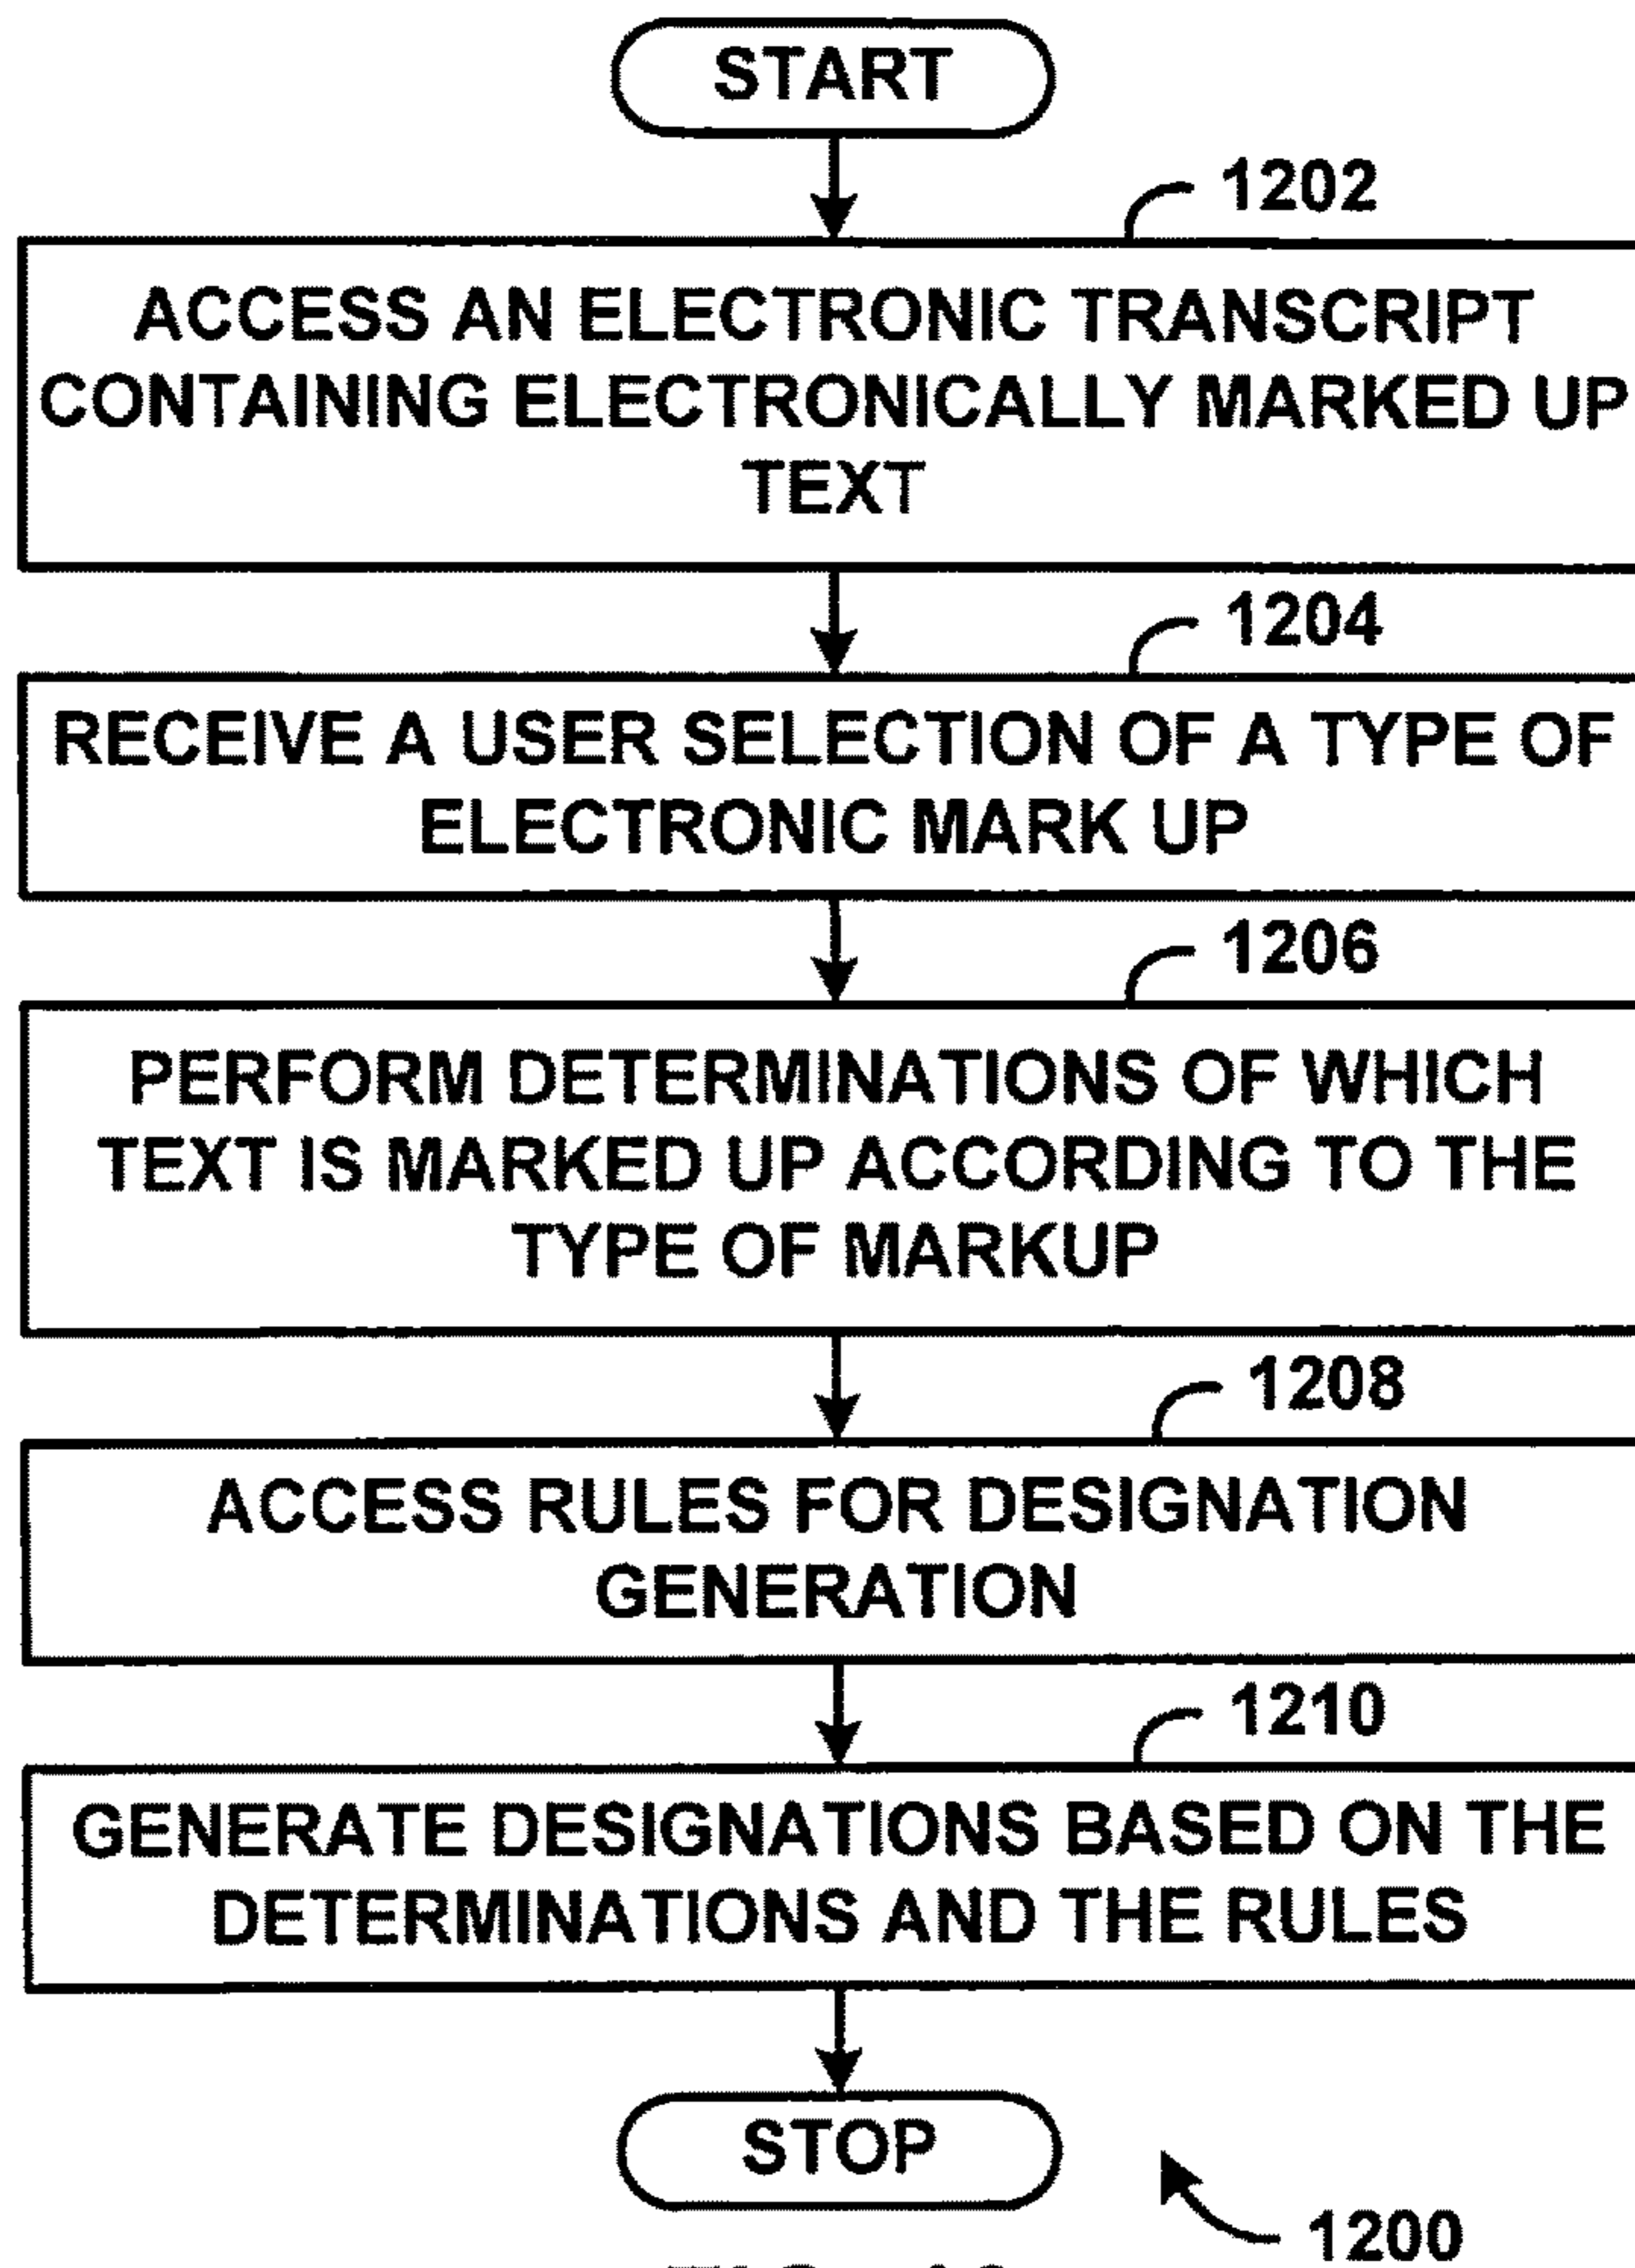 START
1202
ACCESS AN ELECTRONIC TRANSCRIPT
CONTAINING ELECTRONICALLY MARKED UP
TEXT
1204
RECEIVE A USER SELECTION OF A TYPE OF
ELECTRONIC MARK UP
1206
PERFORM DETERMINATIONS OF WHICH
TEXT IS MARKED UP ACCORDING TO THE
TYPE OF MARKUP
1208
ACCESS RULES FOR DESIGNATION
GENERATION
1210
GENERATE DESIGNATIONS BASED ON THE
DETERMINATIONS AND THE RULES
STOP
1200